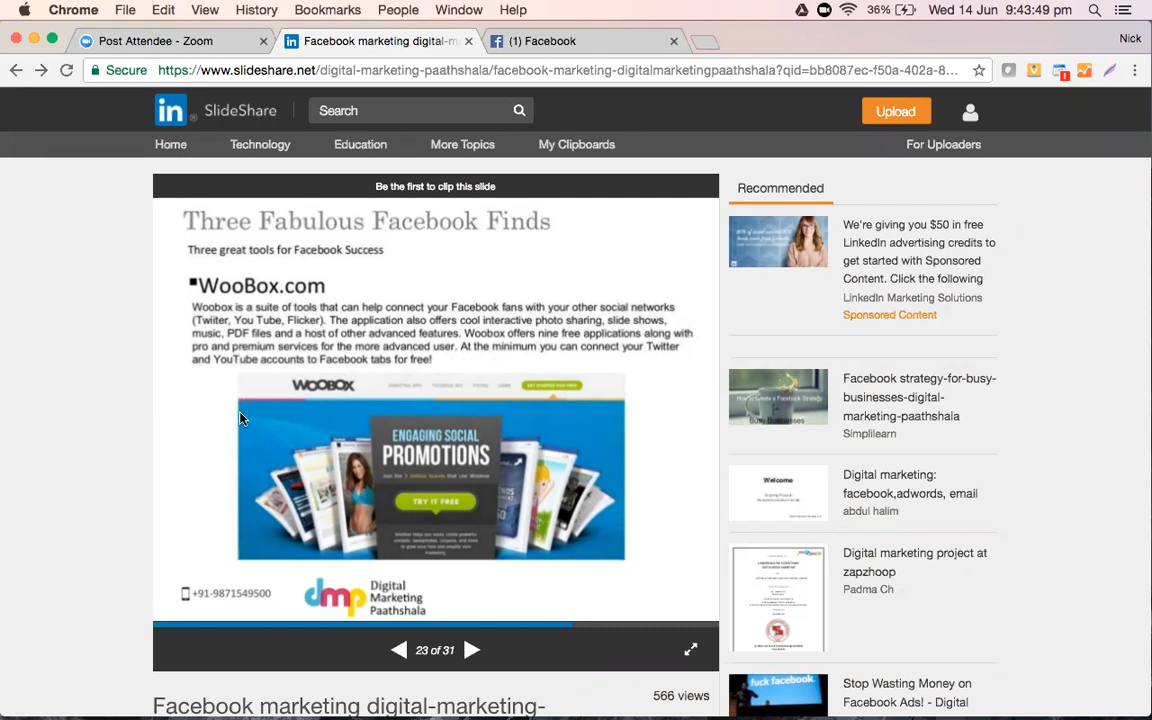 Chrome File Edit View History Bookmarks People Window Help 36% Wed 14 Jun 9:43:49 pm
Post Attendee - Zoom
Facebook marketing digital-m
(1) Facebook
Nick
Secure https://www.slideshare.net/digital-marketing-paathshala/facebook-marketing-digitalmarketingpaathshala?qid=bb8087ec-f50a-402a-8...
in SlideShare
Search
Upload
Home Technology Education More Topics My Clipboards For Uploaders
Be the first to clip this slide
Three Fabulous Facebook Finds
Three great tools for Facebook Success
▪WooBox.com
Woobox is a suite of tools that can help connect your Facebook fans with your other social networks
(Twiiter, You Tube, Flicker). The application also offers cool interactive photo sharing, slide shows,
music, PDF files and a host of other advanced features. Woobox offers nine free applications along with
pro and premium services for the more advanced user. At the minimum you can connect your Twitter
and YouTube accounts to Facebook tabs for free!
WOOBOX
GET STARTED FOR FREE
ENGAGING SOCIAL
PROMOTIONS
TRY IT FREE
+91-9871549500
dmp Digital
Marketing
Paathshala
23 of 31
Facebook marketing digital-marketing-
566 views
Recommended
We're giving you $50 in free
LinkedIn advertising credits to
get started with Sponsored
Content. Click the following
LinkedIn Marketing Solutions
Sponsored Content
Facebook strategy-for-busy-
businesses-digital-
marketing-paathshala
Simplilearn
Welcome
Digital marketing:
facebook,adwords, email
abdul halim
Digital marketing project at
zapzhoop
Padma Ch
fuck facebook.
Stop Wasting Money on
Facebook Ads! - Digital